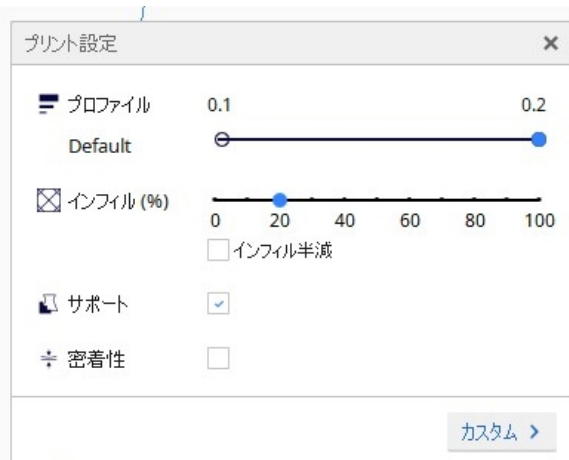 プリント設定 ×
プロファイル 0.1 0.2
Default
インフィル (%)
0 20 40 60 80 100
インフィル半減
サポート
密着性
カスタム >